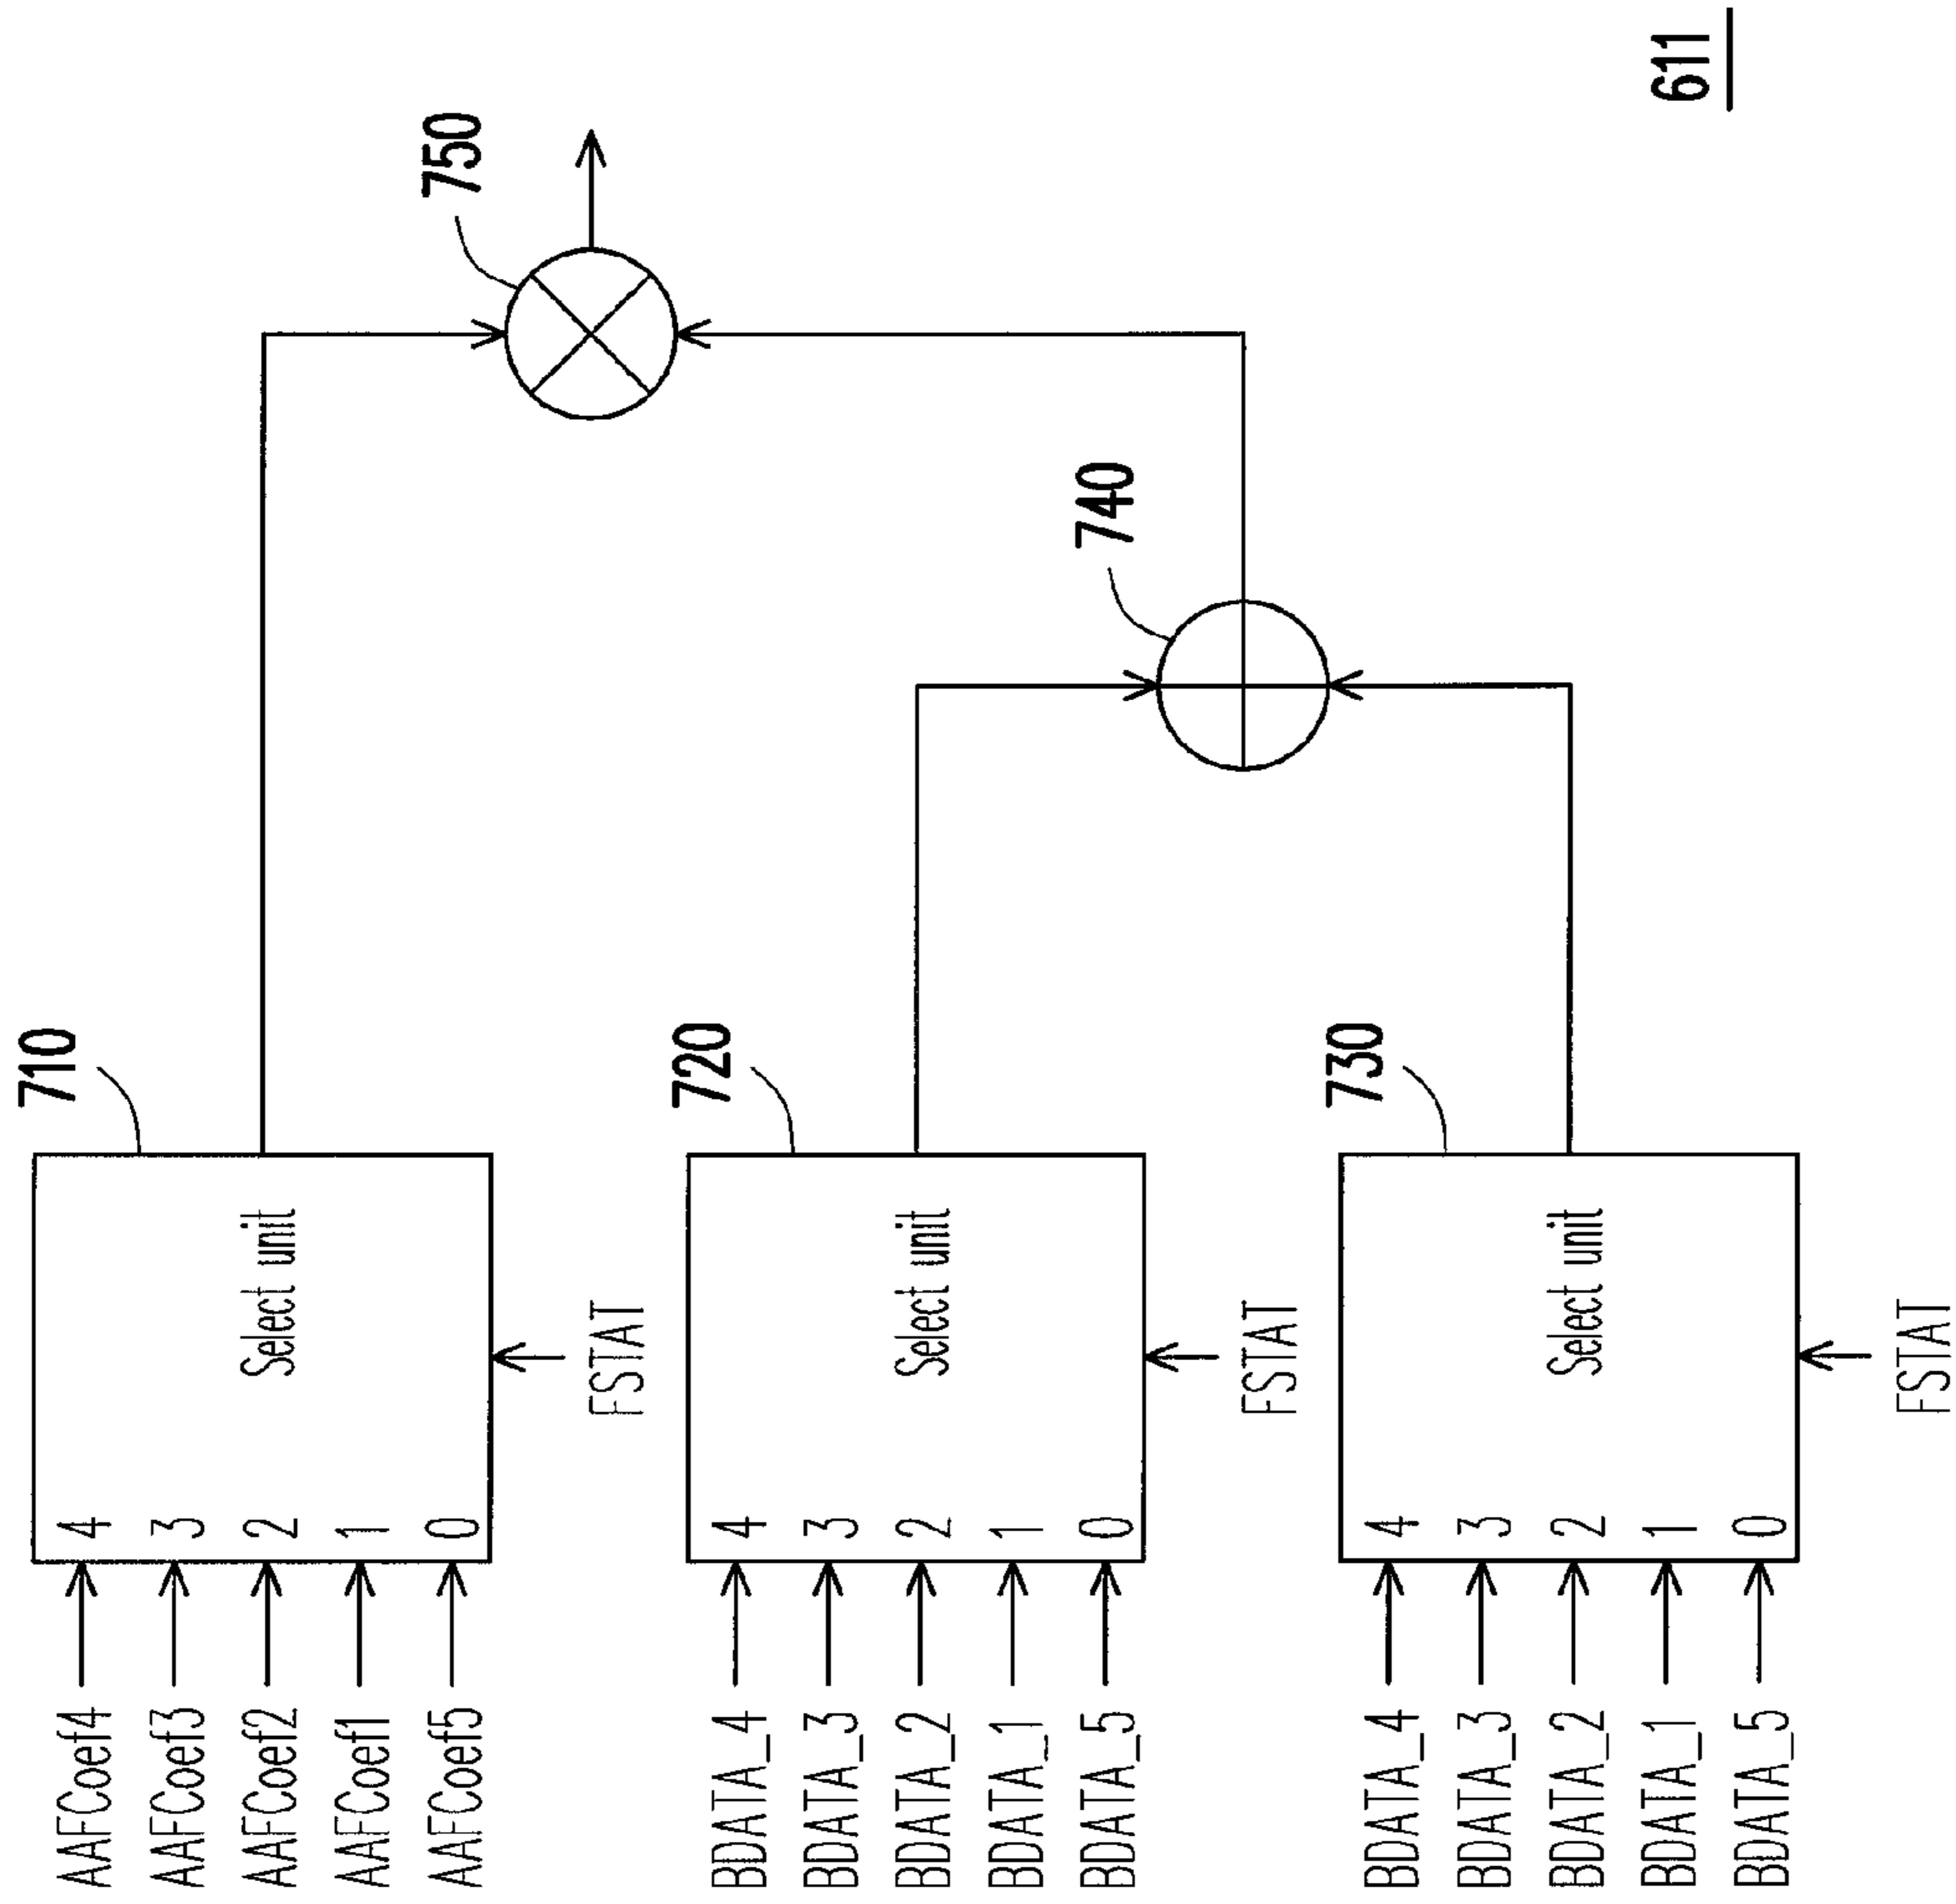 710
AAFCoef4
4
AAFCoef3
3
AAFCoef2
2
Select unit
AAFCoef1
1
AAFCoef5
0
FSTAT
750
720
BDATA_4
4
BDATA_3
3
BDATA_2
2
Select unit
BDATA_1
1
BDATA_5
0
FSTAT
740
730
BDATA_4
4
BDATA_3
3
BDATA_2
2
Select unit
BDATA_1
1
BDATA_5
0
FSTAT
611